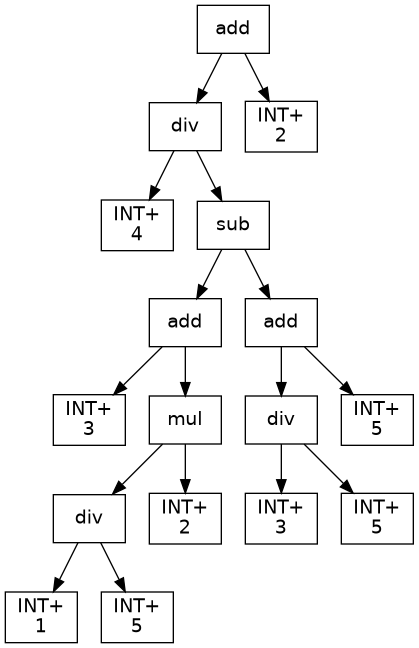 add
div
INT+
2
INT+
4
sub
add
add
INT+
3
mul
div
INT+
5
div
INT+
2
INT+
3
INT+
5
INT+
1
INT+
5